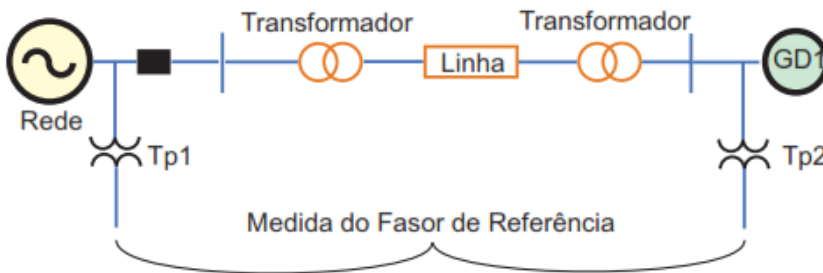 Transformador
Transformador
Linha
GD1
Rede
Tp1
Tp2
Medida do Fasor de Referência